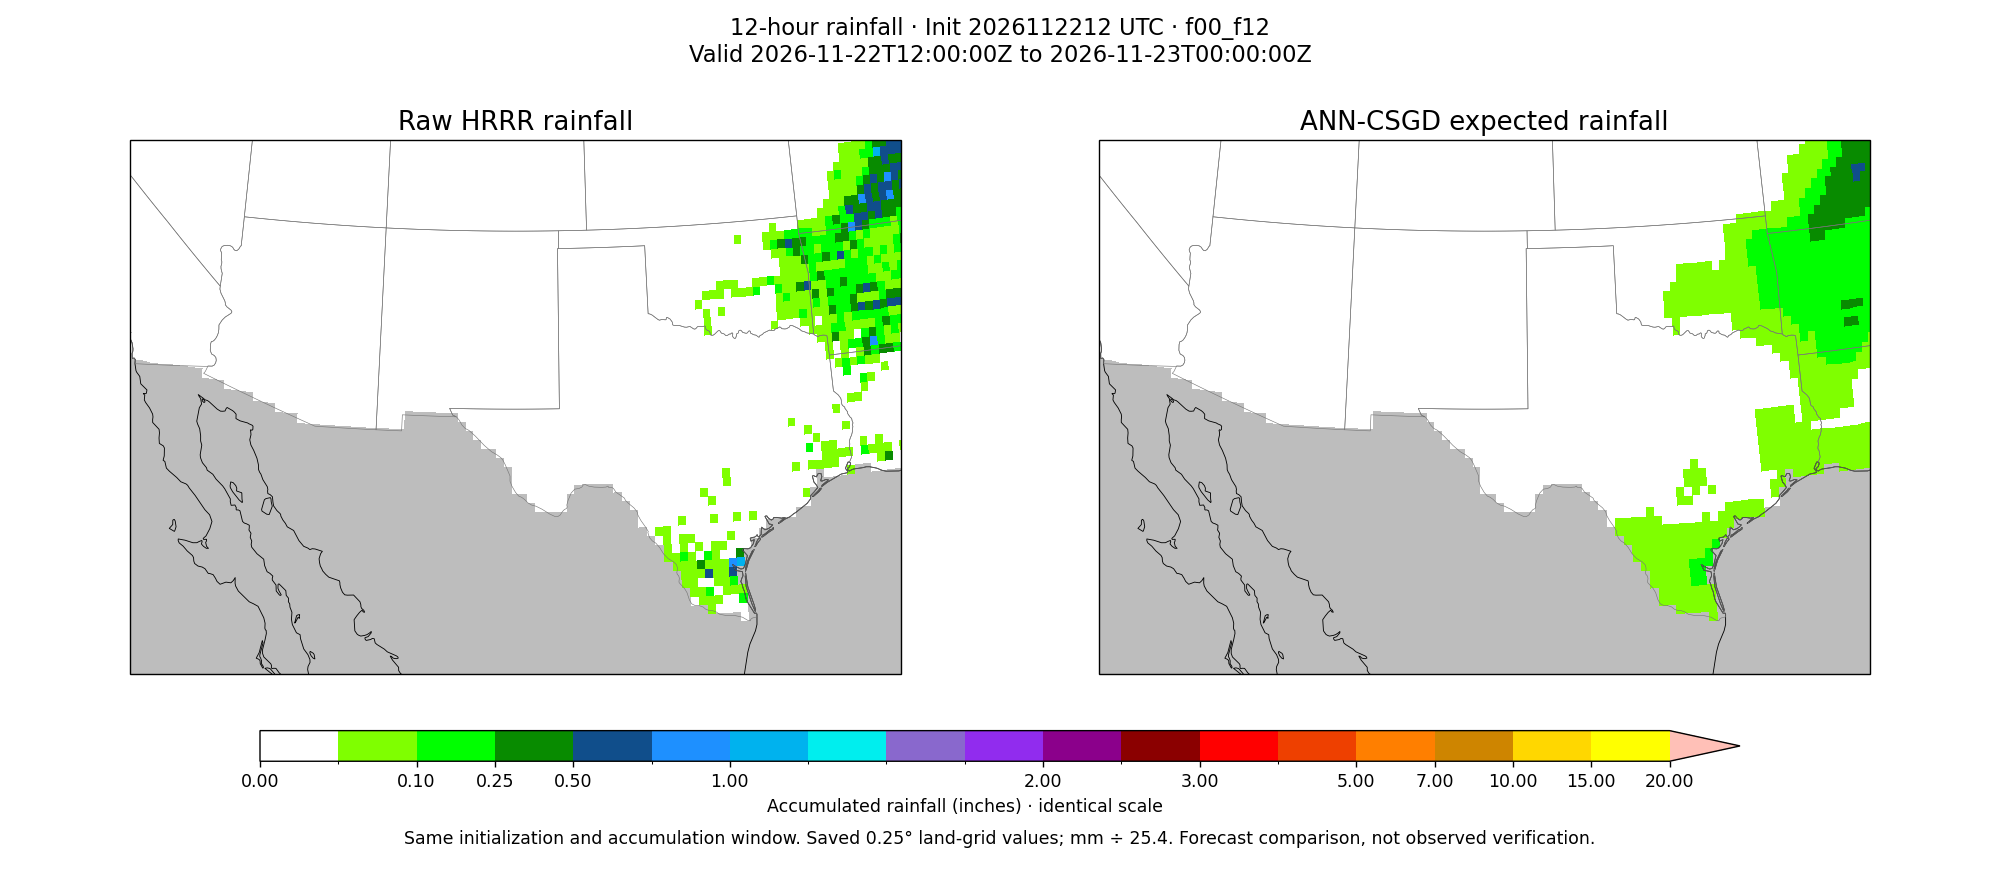 12-hour rainfall · Init 2026112212 UTC · f00_f12
Valid 2026-11-22T12:00:00Z to 2026-11-23T00:00:00Z
Raw HRRR rainfall
ANN-CSGD expected rainfall
0.00 0.10 0.25 0.50 1.00 2.00 3.00 5.00 7.00 10.00 15.00 20.00
Accumulated rainfall (inches) · identical scale
Same initialization and accumulation window. Saved 0.25° land-grid values; mm ÷ 25.4. Forecast comparison, not observed verification.